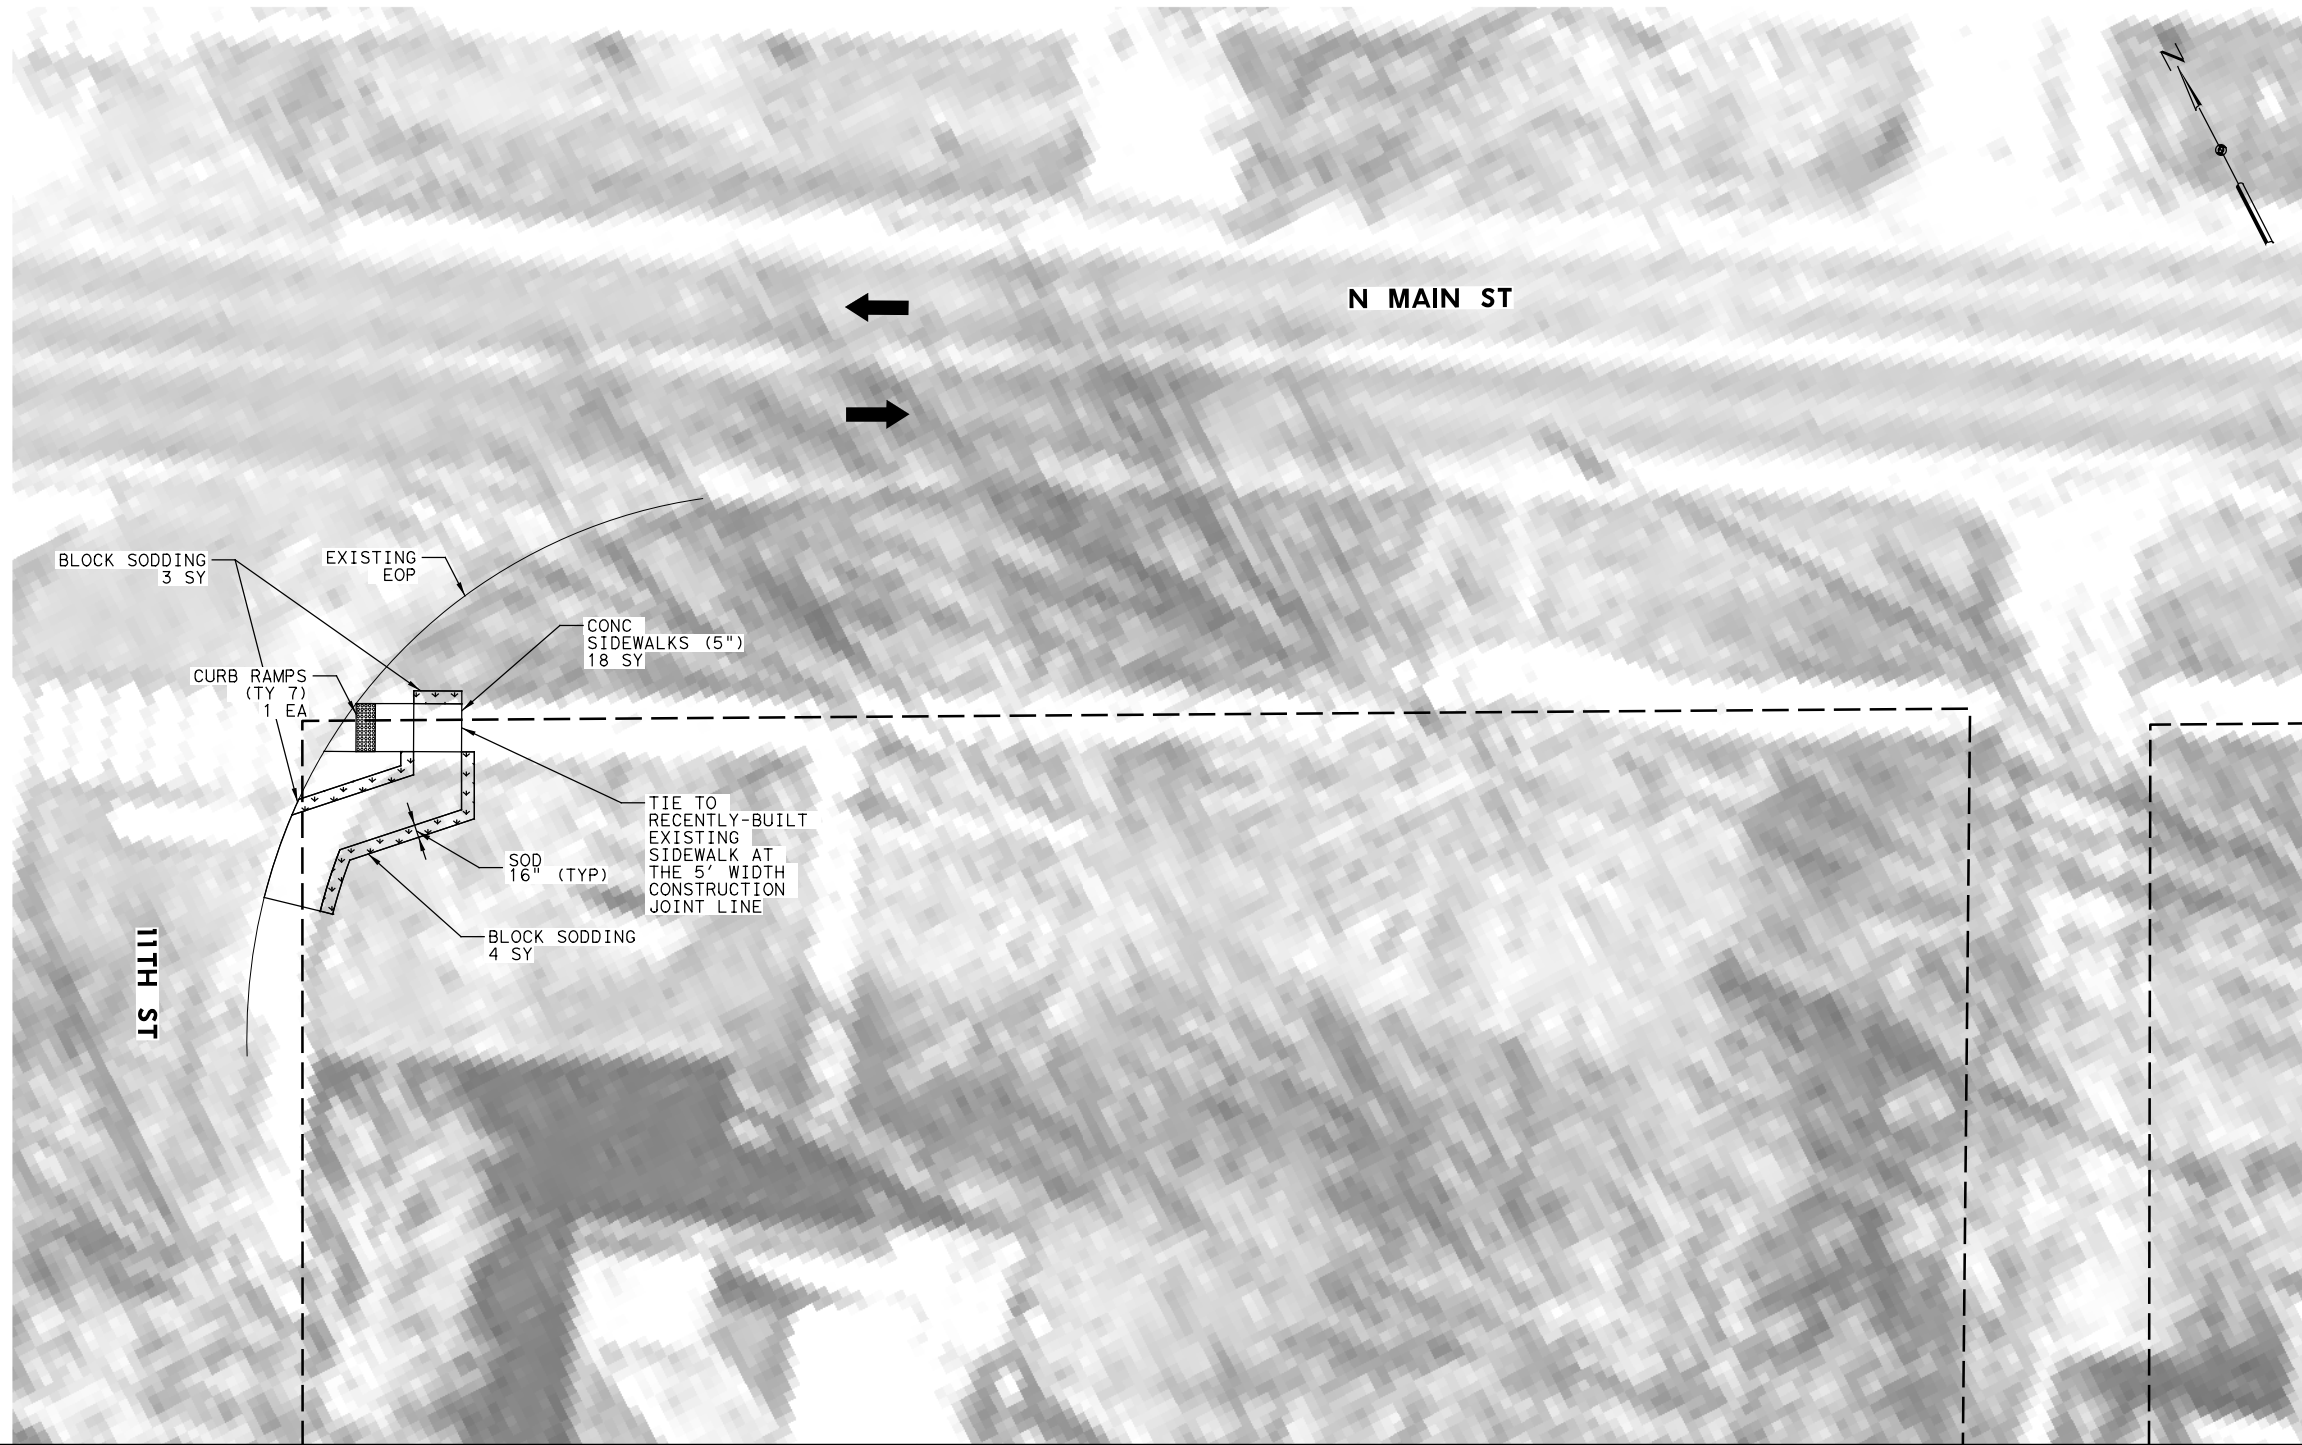 N
N MAIN ST
BLOCK SODDING
3 SY
EXISTING
EOP
CONC
SIDEWALKS (5")
18 SY
CURB RAMPS
(TY 7)
1 EA
TIE TO
RECENTLY-BUILT
EXISTING
SIDEWALK AT
THE 5' WIDTH
CONSTRUCTION
JOINT LINE
SOD
16" (TYP)
BLOCK SODDING
4 SY
11TH ST